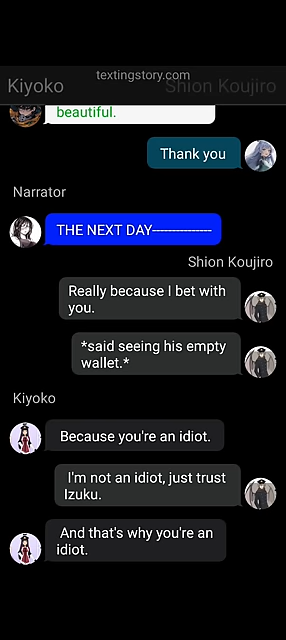 textingstory.com
Kiyoko
Shion Koujiro
beautiful.
Thank you
Narrator
THE NEXT DAY---------------
Shion Koujiro
Really because I bet with
you.
*said seeing his empty
wallet.*
Kiyoko
Because you're an idiot.
I'm not an idiot, just trust
Izuku.
And that's why you're an
idiot.